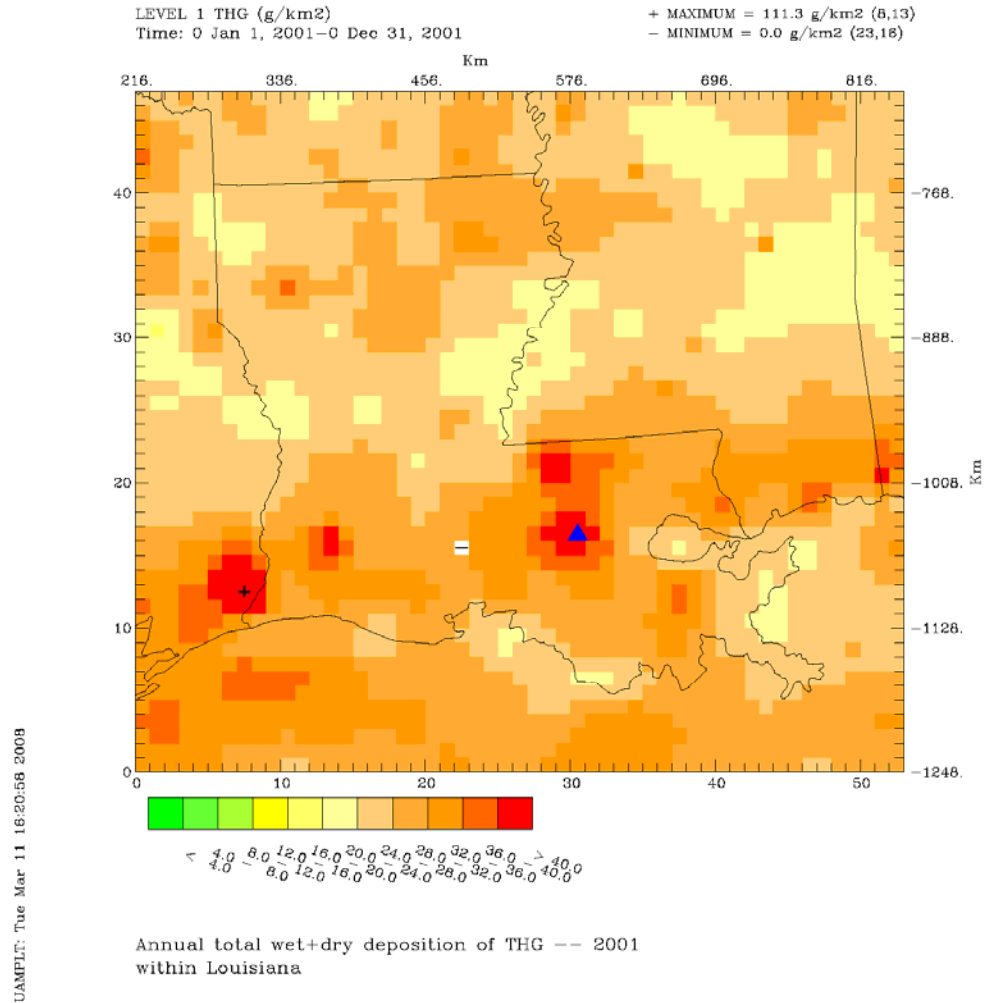 LEVEL 1 THG (g/km2)
Time: 0 Jan 1, 2001-0 Dec 31, 2001
+ MAXIMUM = 111.3 g/km2 (8,13)
- MINIMUM = 0.0 g/km2 (23,16)
Km
216. 336. 456. 576. 696. 816.
40 -768.
30 -888.
20 -1008.
Km
10 -1128.
0 -1248.
0 10 20 30 40 50
< 4.0 8.0 12.0 16.0 20.0 24.0 28.0 32.0 36.0 > 40.0
4.0 - 8.0 - 12.0 - 16.0 - 20.0 - 24.0 - 28.0 - 32.0 - 36.0 - 40.0
Annual total wet+dry deposition of THG -- 2001
within Louisiana
UAMPLT: Tue Mar 11 16:20:58 2008